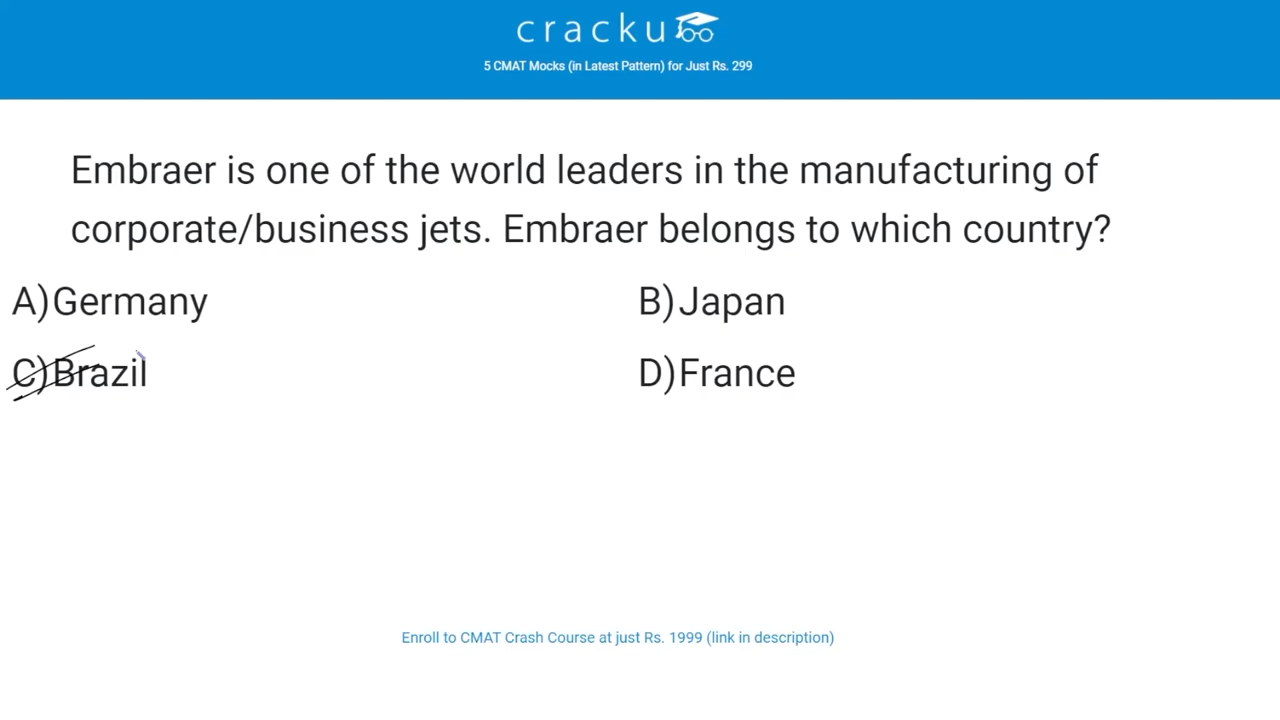 cracku
5 CMAT Mocks (in Latest Pattern) for Just Rs. 299
Embraer is one of the world leaders in the manufacturing of
corporate/business jets. Embraer belongs to which country?
A)Germany
B)Japan
C)Brazil
D)France
Enroll to CMAT Crash Course at just Rs. 1999 (link in description)